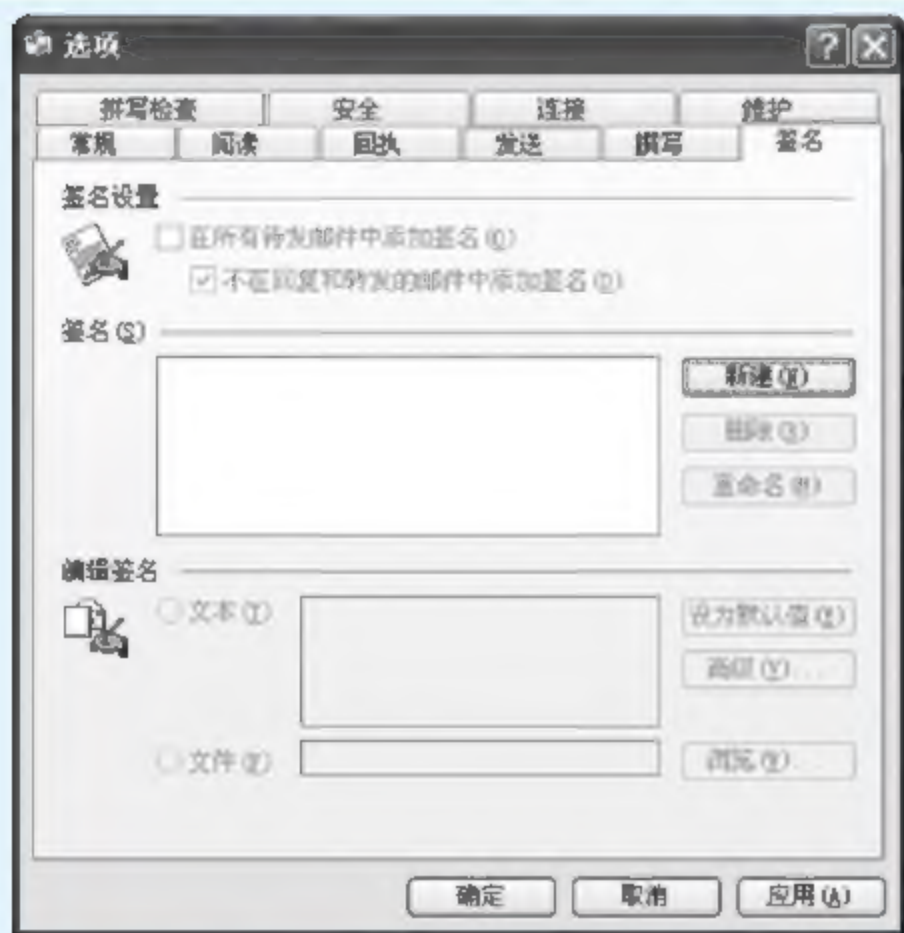 选项
拼写检查 安全 连接 维护
常规 阅读 回执 发送 撰写 签名
签名设置
在所有待发邮件中添加签名
不在回复和转发的邮件中添加签名(D)
签名(S)
新建(N)
删除(R)
重命名
编辑签名
文本(T)
设为默认值
高级
文件
浏览
确定 取消 应用(A)